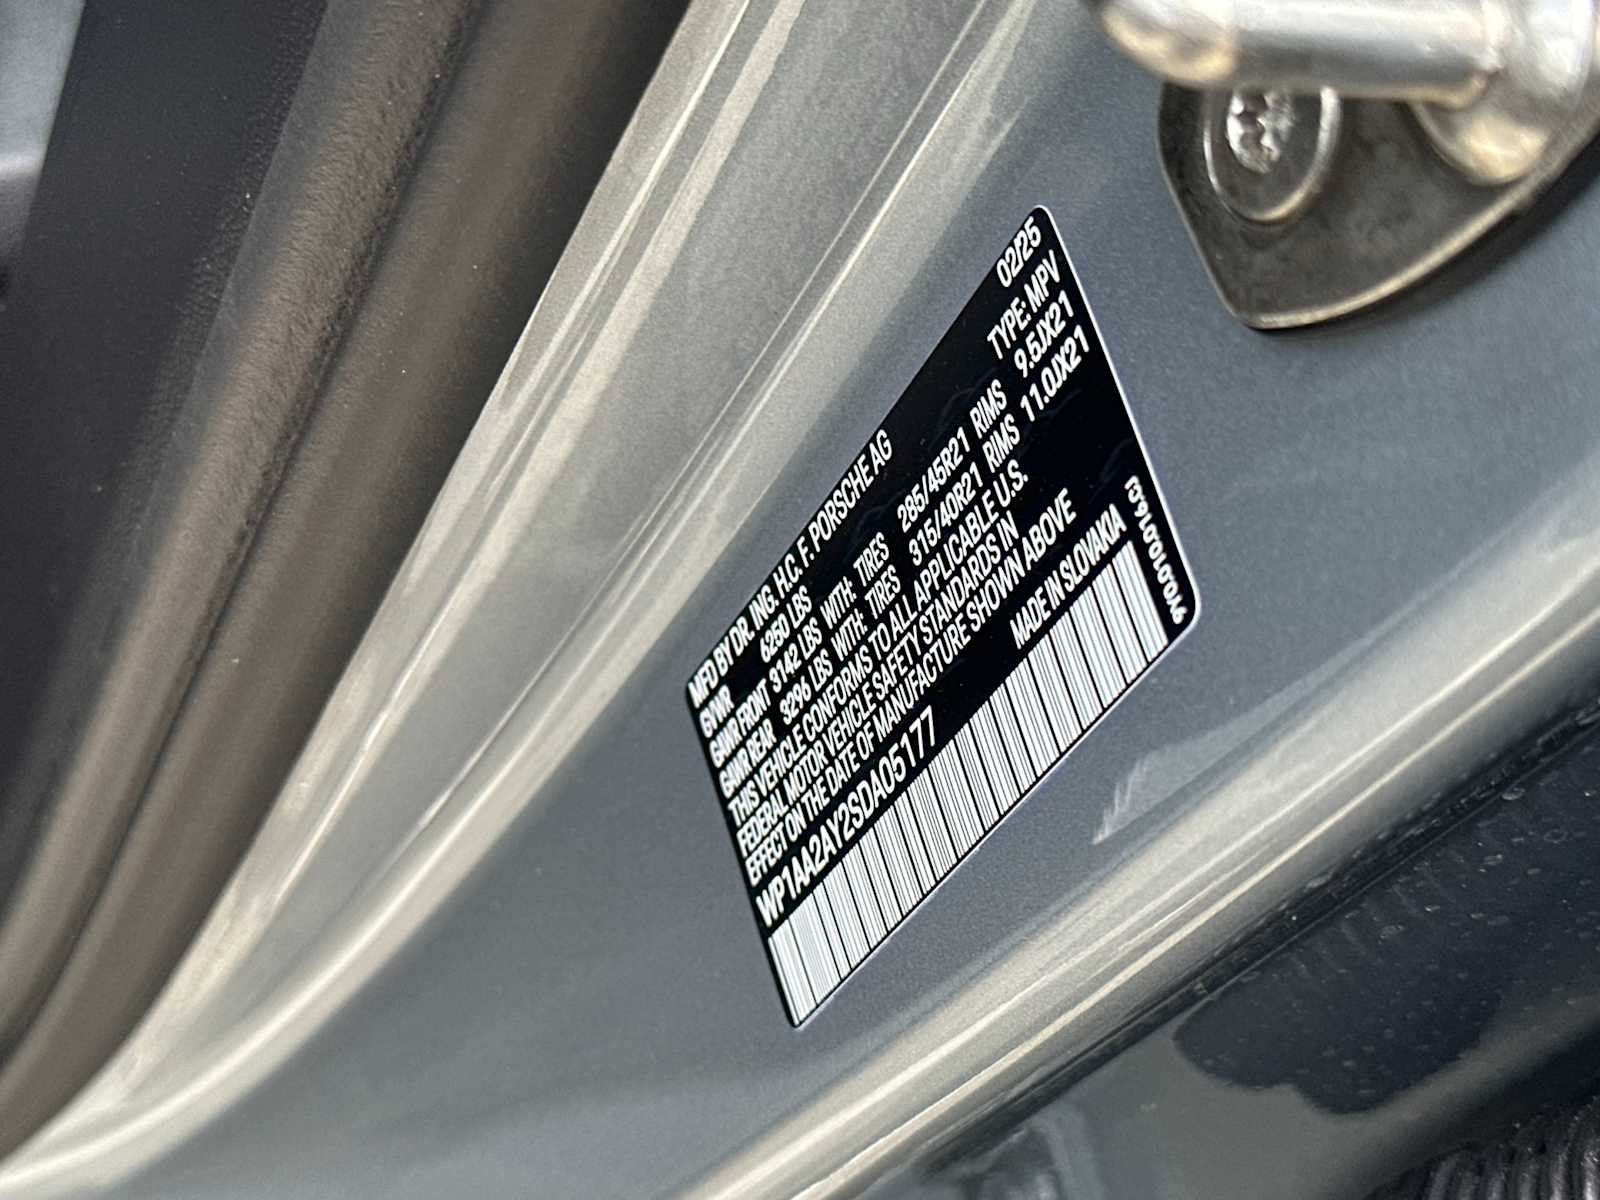 MFD BY DR. ING. H.C. F. PORSCHE AG 02/25
GVWR 6250 LBS TYPE: MPV
GAWR FRONT 3142 LBS WITH: TIRES 285/45R21 RIMS 9.5JX21
GAWR REAR 3296 LBS WITH: TIRES 315/40R21 RIMS 11.0JX21
THIS VEHICLE CONFORMS TO ALL APPLICABLE U.S.
FEDERAL MOTOR VEHICLE SAFETY STANDARDS IN
EFFECT ON THE DATE OF MANUFACTURE SHOWN ABOVE
WP1AA2AY2SDA05177 MADE IN SLOVAKIA